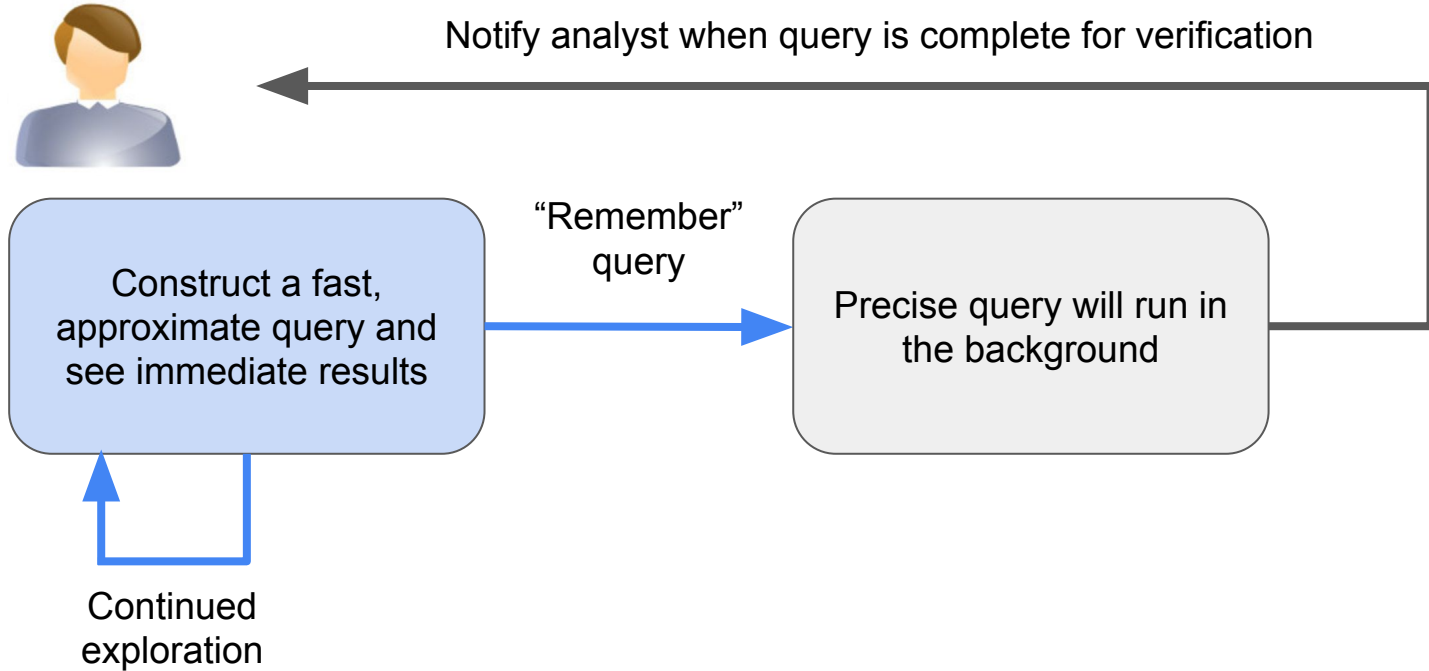 Notify analyst when query is complete for verification
“Remember”
query
Construct a fast,
approximate query and
see immediate results
Precise query will run in
the background
Continued
exploration